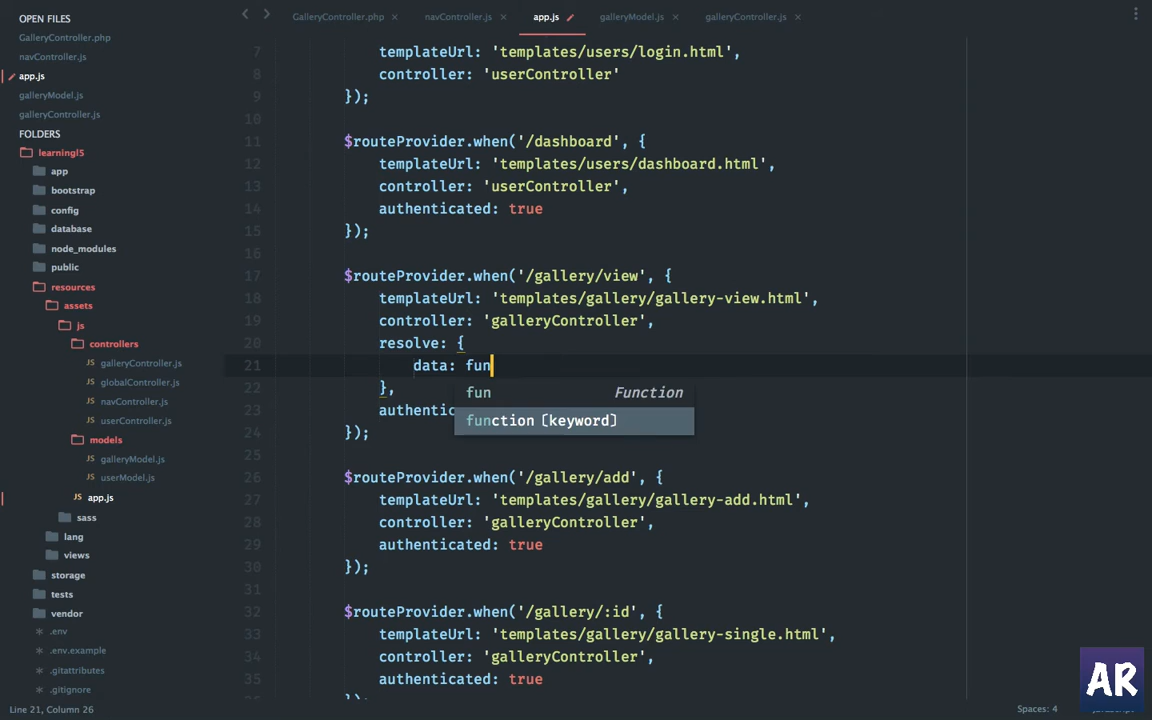 OPEN FILES
GalleryController.php
navController.js
app.js
galleryModel.js
galleryController.js
FOLDERS
learningl5
app
bootstrap
config
database
node_modules
public
resources
assets
js
controllers
JS galleryController.js
JS globalController.js
JS navController.js
JS userController.js
models
JS galleryModel.js
JS userModel.js
JS app.js
sass
lang
views
storage
tests
vendor
* .env
* .env.example
* .gitattributes
* .gitignore
GalleryController.php navController.js app.js galleryModel.js galleryController.js
7 templateUrl: 'templates/users/login.html',
8 controller: 'userController'
9 });
10
11 $routeProvider.when('/dashboard', {
12 templateUrl: 'templates/users/dashboard.html',
13 controller: 'userController',
14 authenticated: true
15 });
16
17 $routeProvider.when('/gallery/view', {
18 templateUrl: 'templates/gallery/gallery-view.html',
19 controller: 'galleryController',
20 resolve: {
21 data: fun
22 },
fun Function
23 authentic
function [keyword]
24 });
25
26 $routeProvider.when('/gallery/add', {
27 templateUrl: 'templates/gallery/gallery-add.html',
28 controller: 'galleryController',
29 authenticated: true
30 });
31
32 $routeProvider.when('/gallery/:id', {
33 templateUrl: 'templates/gallery/gallery-single.html',
34 controller: 'galleryController',
35 authenticated: true
AR
Line 21, Column 26
Spaces: 4